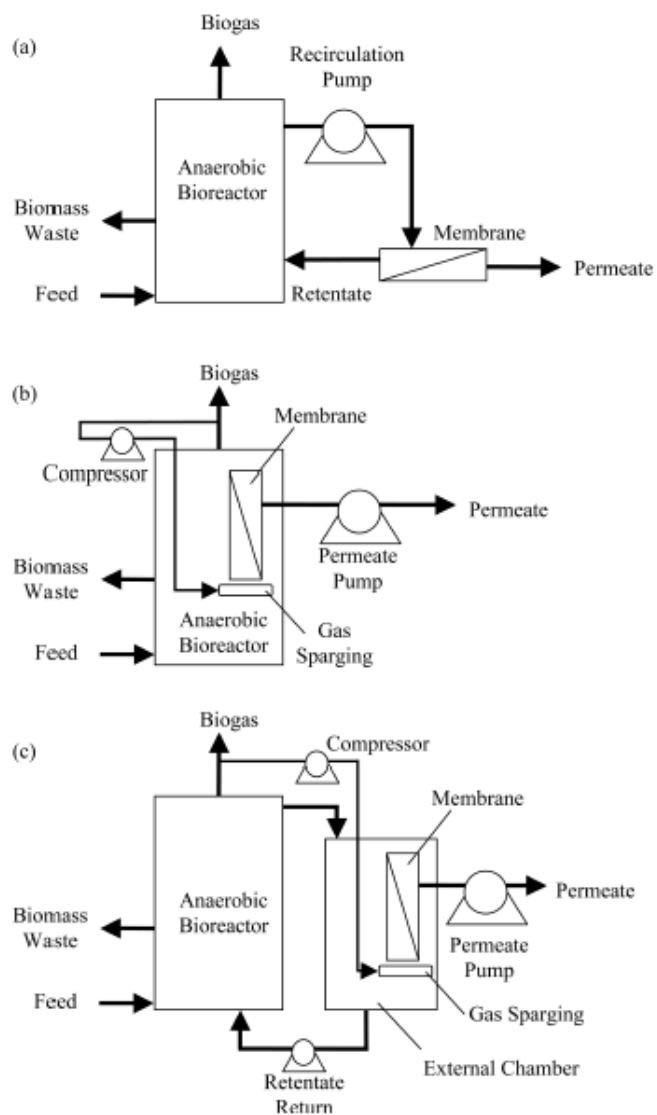 (a)
Biogas
Recirculation
Pump
Anaerobic
Bioreactor
Biomass
Waste
Membrane
Feed
Retentate
Permeate
(b)
Biogas
Membrane
Compressor
Permeate
Permeate
Pump
Biomass
Waste
Anaerobic
Bioreactor
Gas
Sparging
Feed
(c)
Biogas
Compressor
Membrane
Anaerobic
Bioreactor
Permeate
Biomass
Waste
Permeate
Pump
Feed
Gas Sparging
External Chamber
Retentate
Return